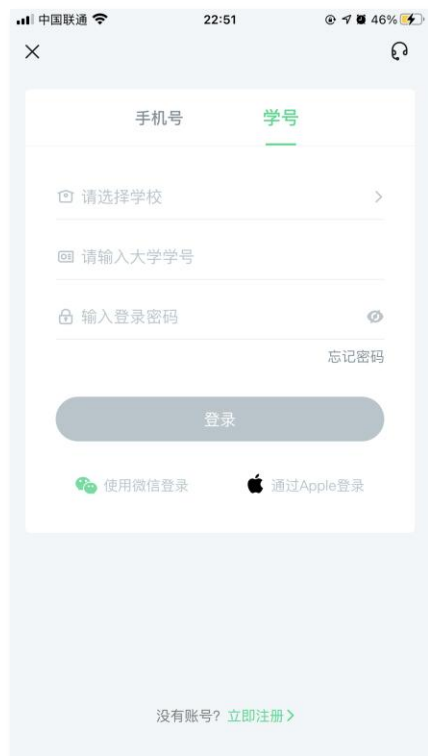 中国联通 22:51 46%
手机号 学号
请选择学校
请输入大学学号
输入登录密码
忘记密码
登录
使用微信登录 通过Apple登录
没有账号? 立即注册